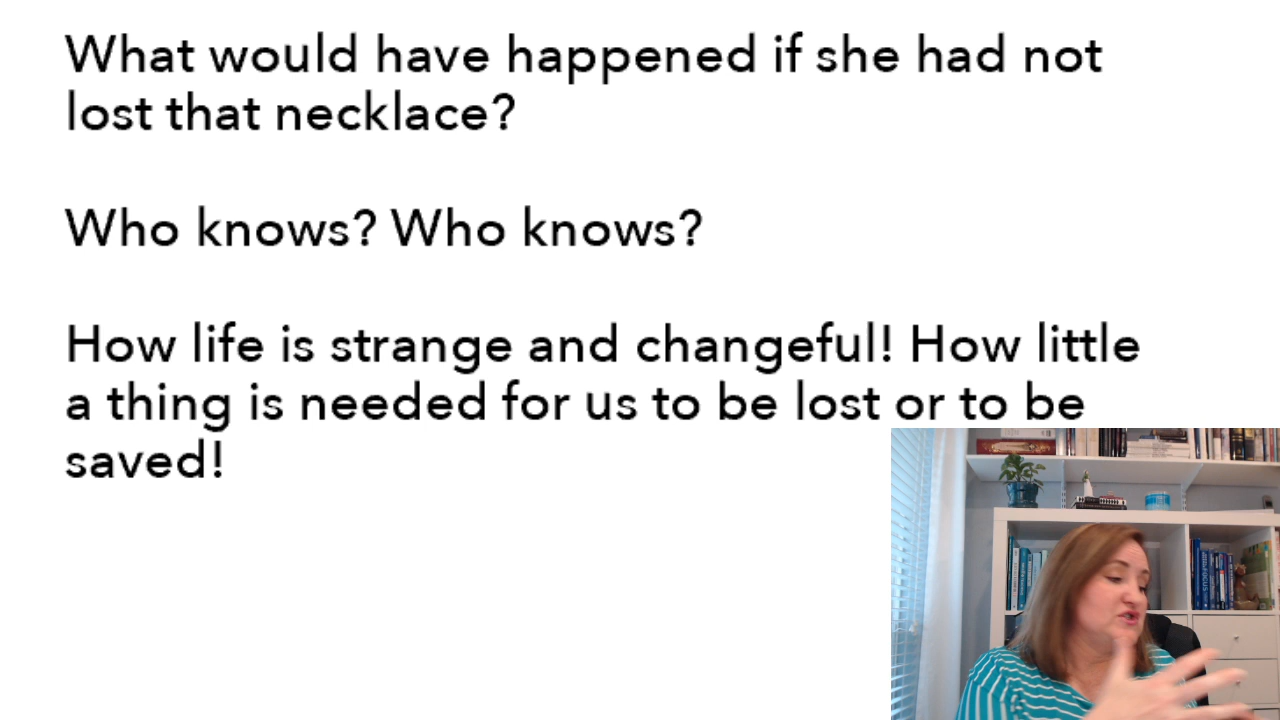 What would have happened if she had not
lost that necklace?
Who knows? Who knows?
How life is strange and changeful! How little
a thing is needed for us to be lost or to be
saved!